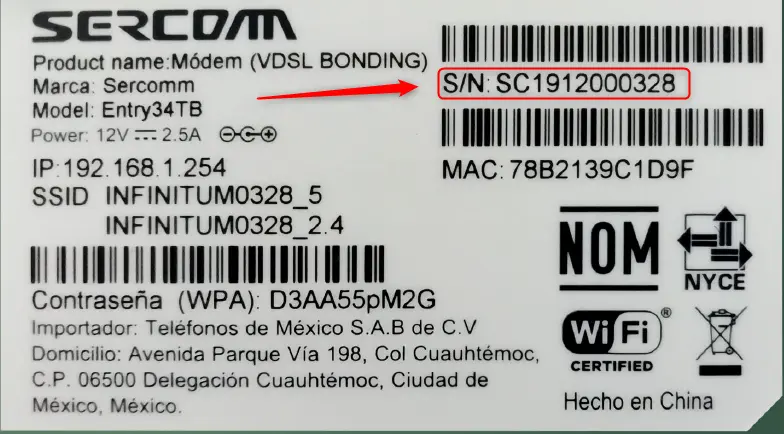 SERCOMM
Product name:Módem (VDSL BONDING)
Marca: Sercomm
Model: Entry34TB
Power: 12V 2.5A
IP:192.168.1.254
SSID INFINITUM0328_5
INFINITUM0328_2.4
Contraseña (WPA): D3AA55pM2G
Importador: Teléfonos de México S.A.B de C.V
Domicilio: Avenida Parque Vía 198, Col Cuauhtémoc,
C.P. 06500 Delegación Cuauhtémoc, Ciudad de
México, México.
S/N: SC1912000328
MAC: 78B2139C1D9F
NOM
NYCE
Wi Fi ®
CERTIFIED
Hecho en China